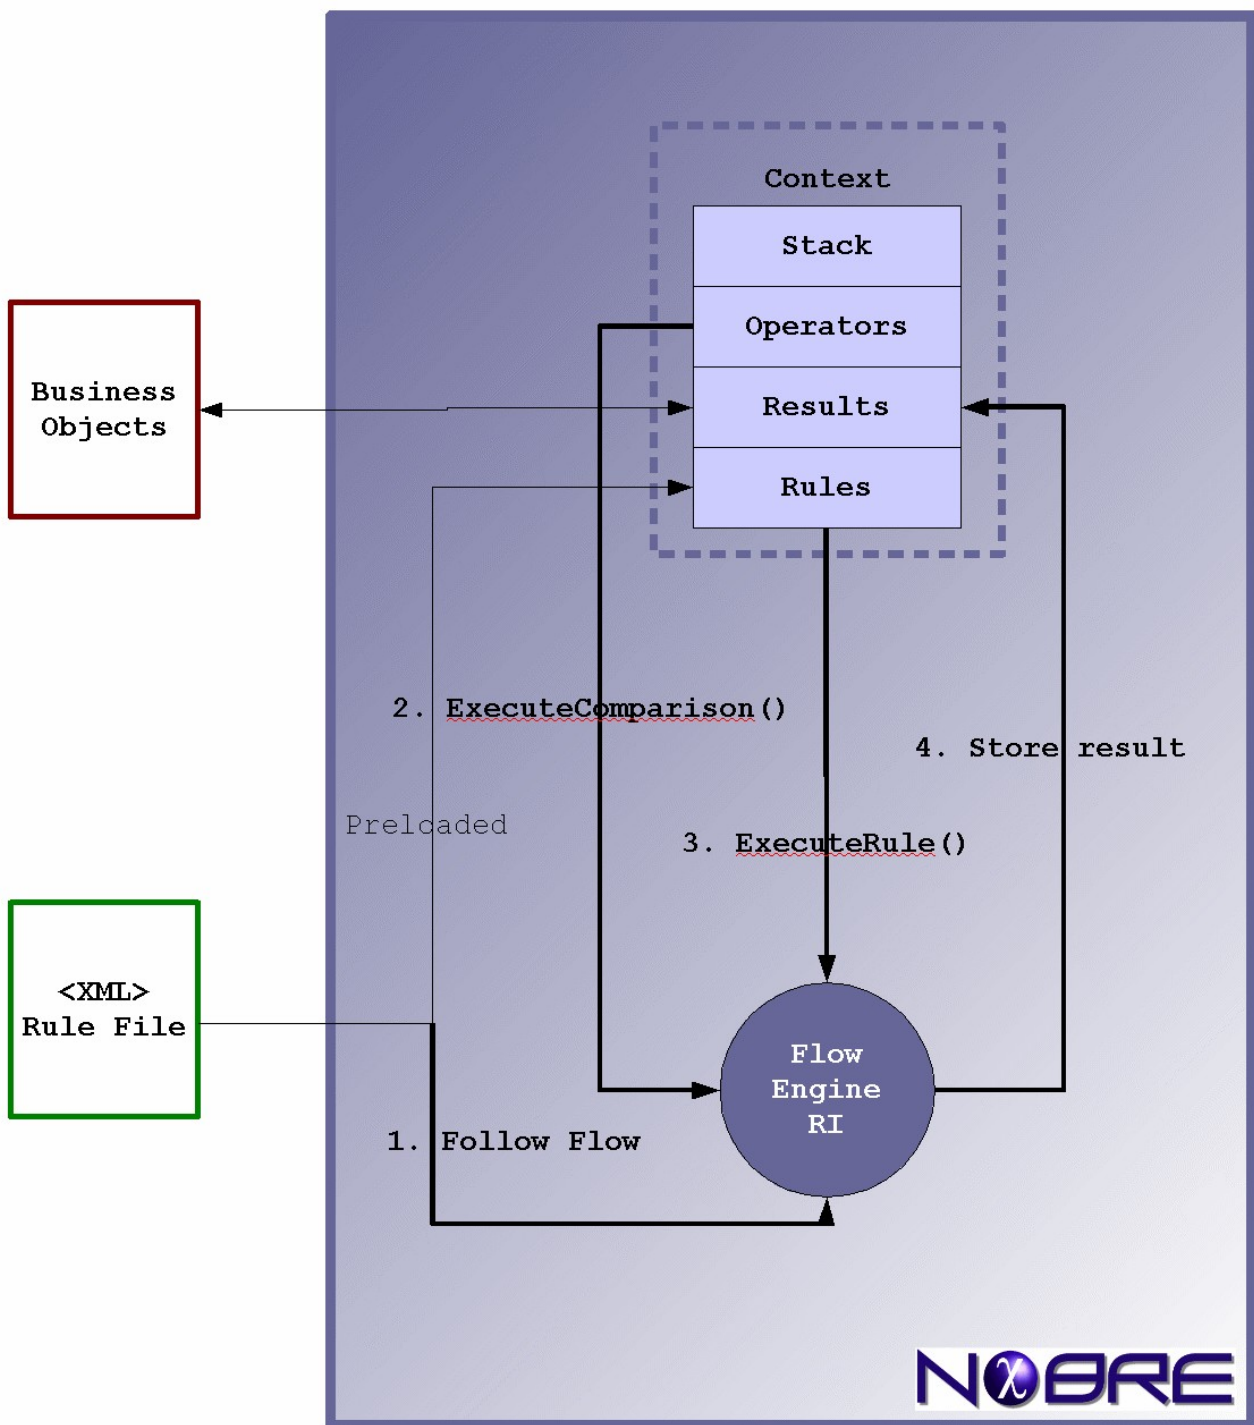 Context
Stack
Operators
Results
Rules
Business
Objects
2. ExecuteComparison()
4. Store result
Preloaded
3. ExecuteRule()
<XML>
Rule File
Flow
Engine
RI
1. Follow Flow
NxBRE